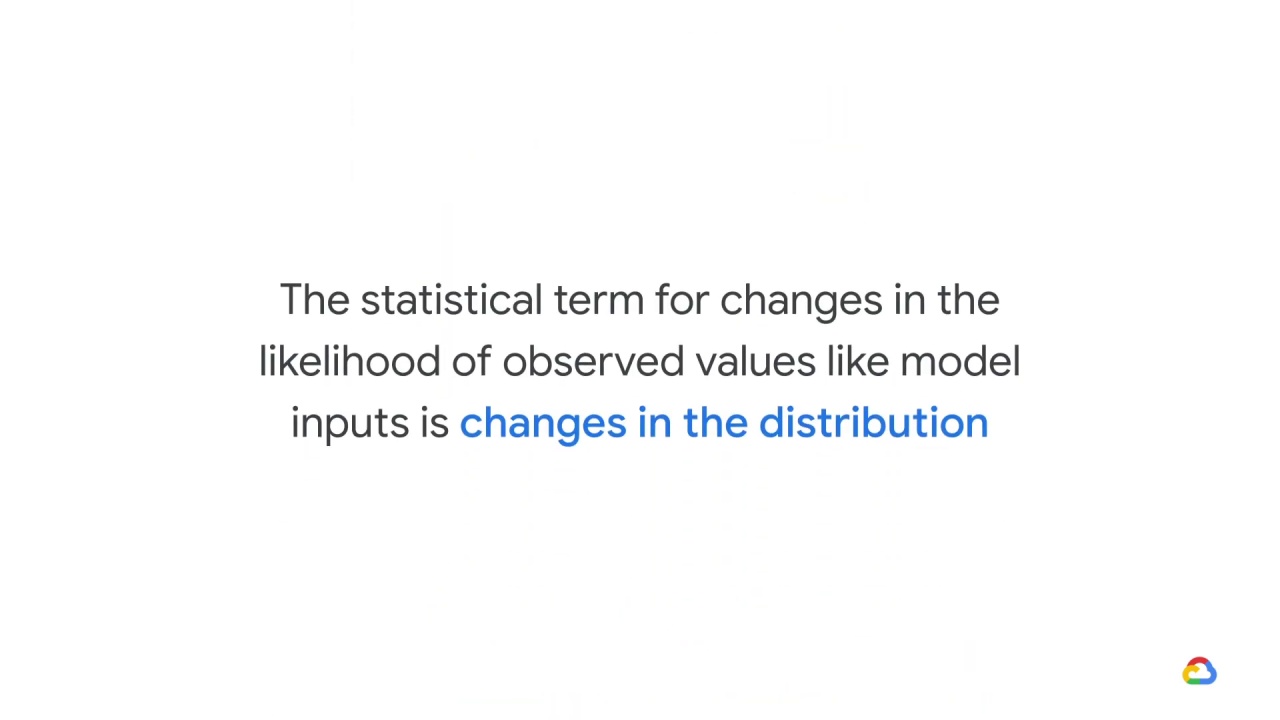 The statistical term for changes in the
likelihood of observed values like model
inputs is changes in the distribution